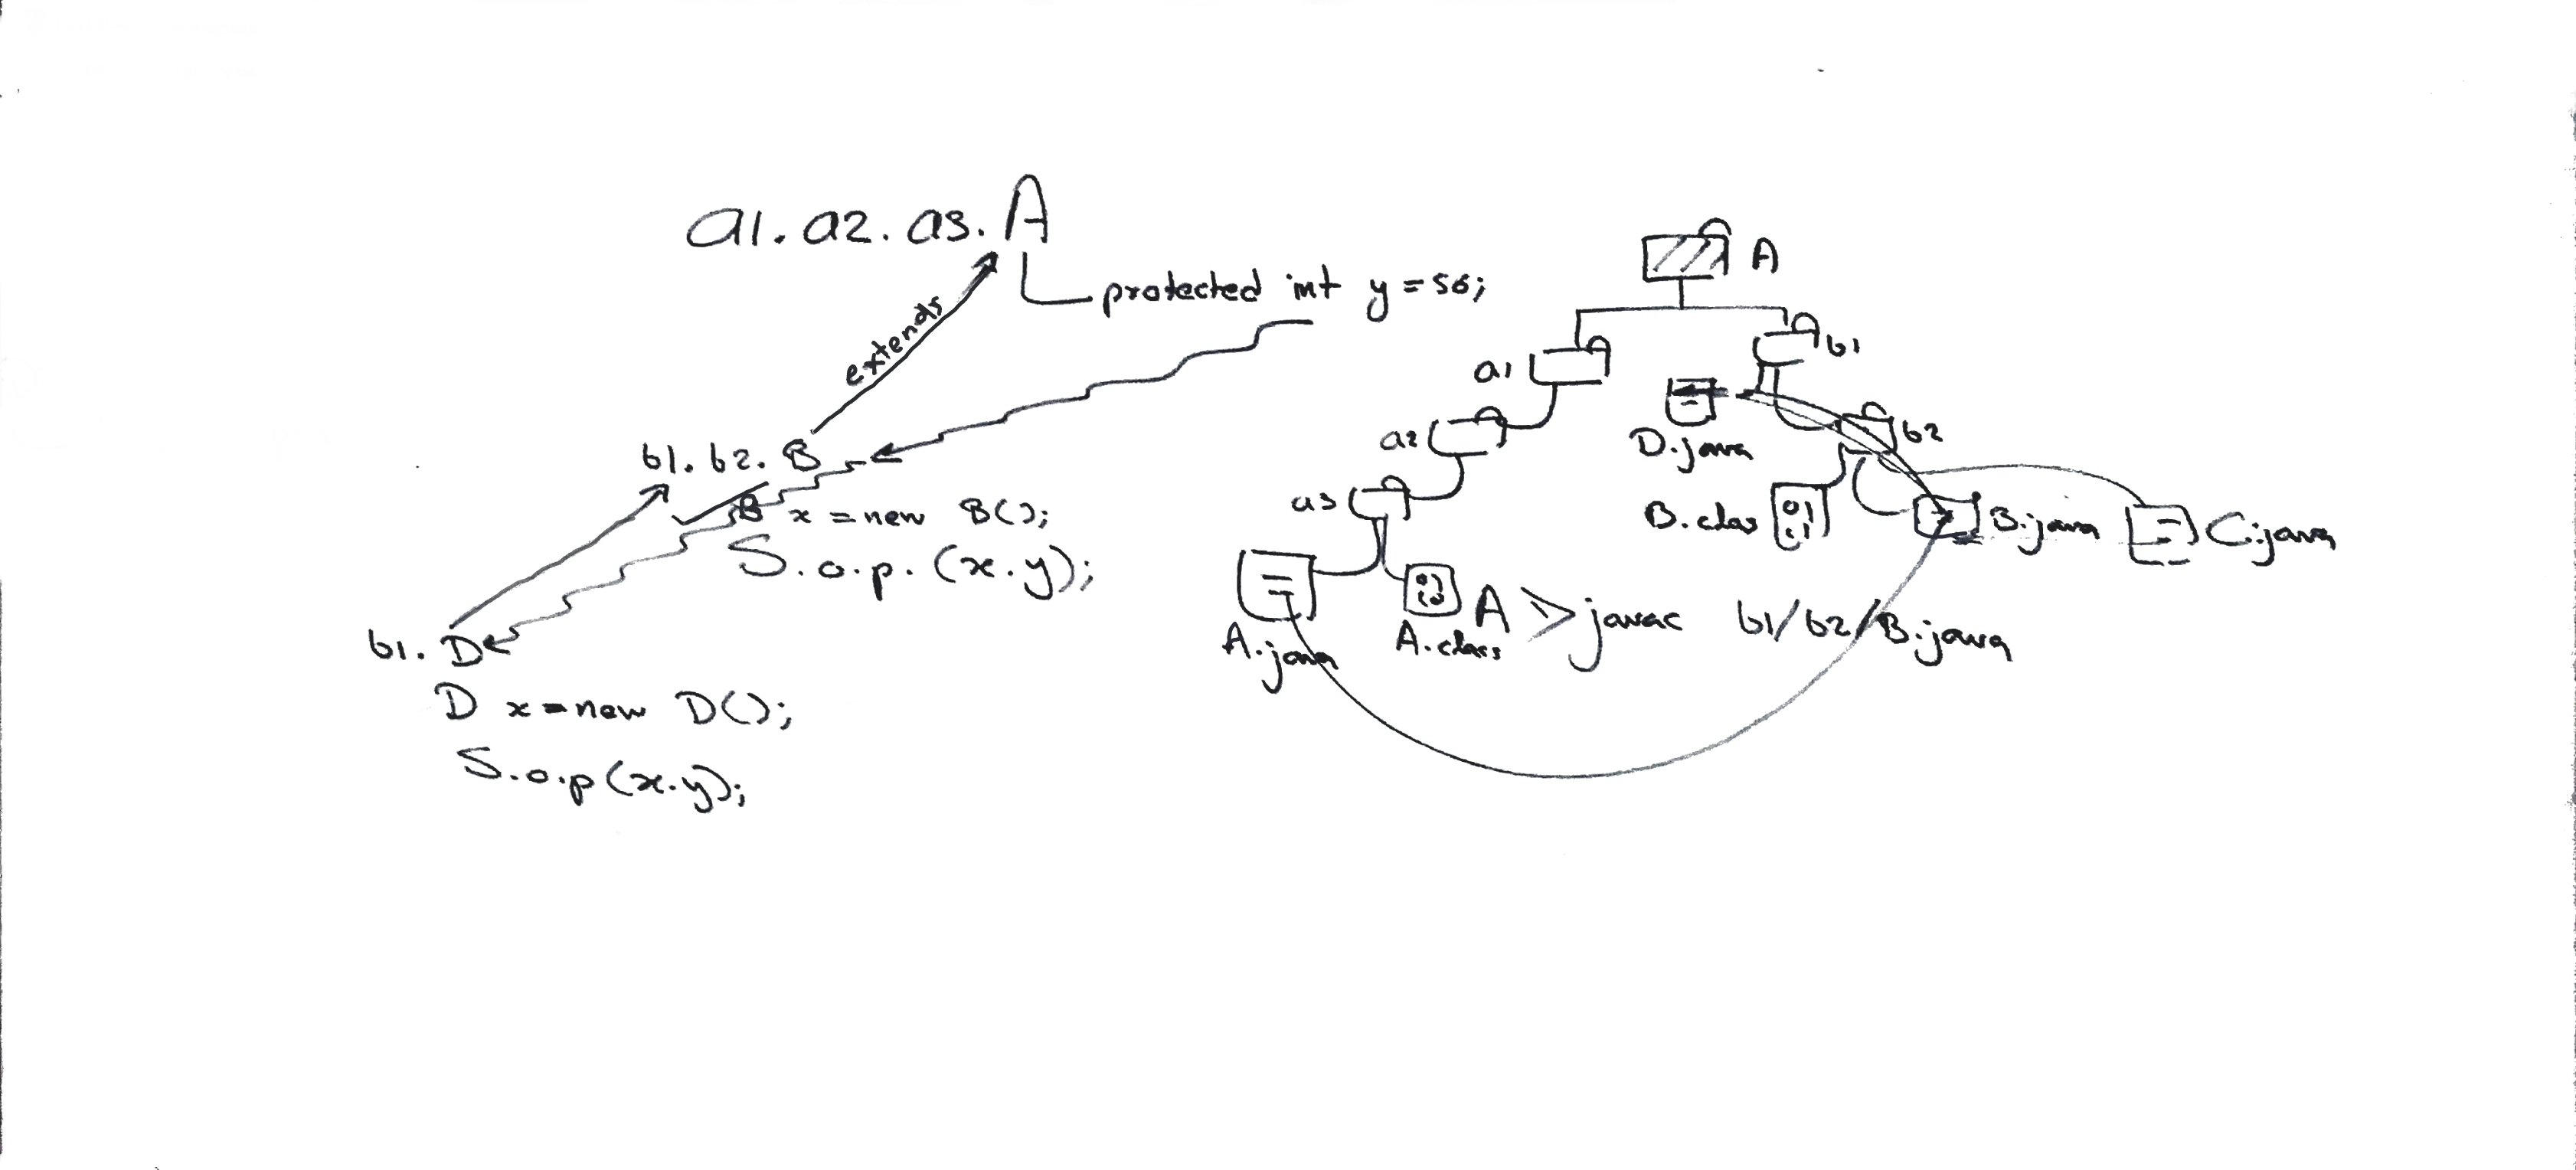 a1.a2.a3.A
protected int y = 56;
extends
b1.b2.B
B x = new B();
S.o.p.(x.y);
b1.D
D x = new D();
S.o.p(x.y);
A
a1
b1
a2
D.java
b2
a3
B.clas
B.java
C.java
A.java
A.class
A > javac b1/b2/B.java